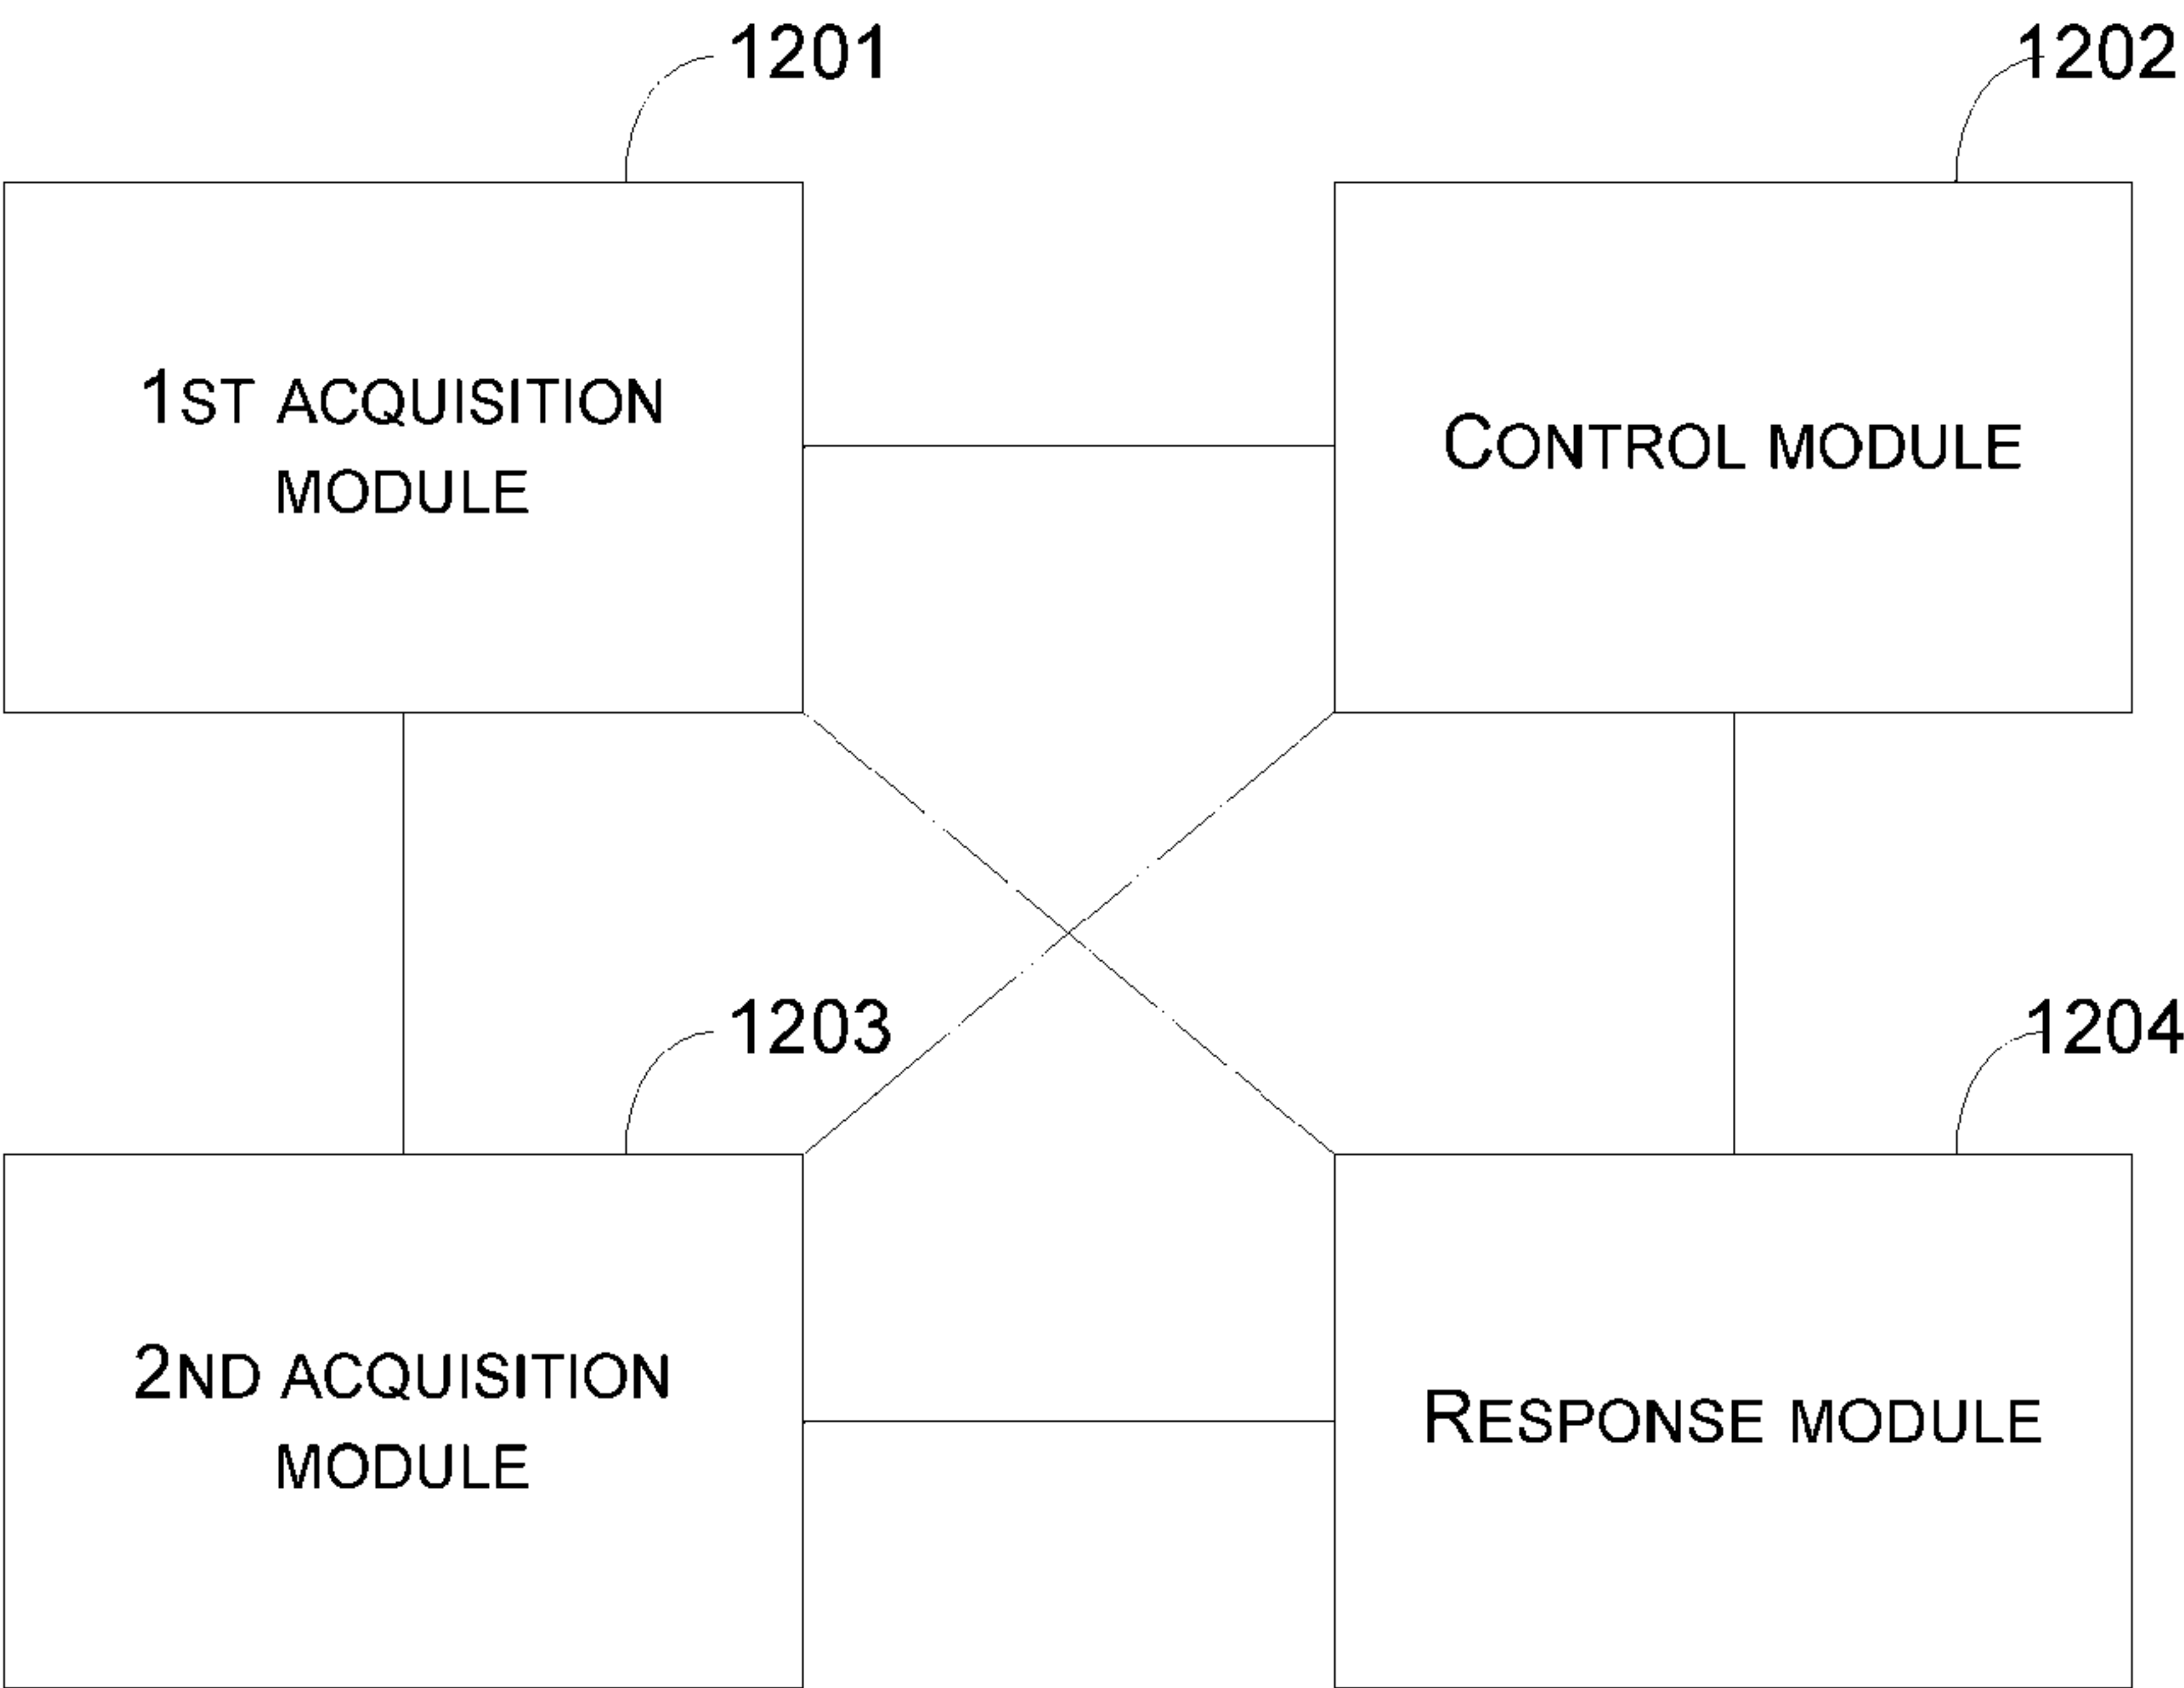 1201
1202
1ST ACQUISITION
MODULE
CONTROL MODULE
1203
1204
2ND ACQUISITION
MODULE
RESPONSE MODULE